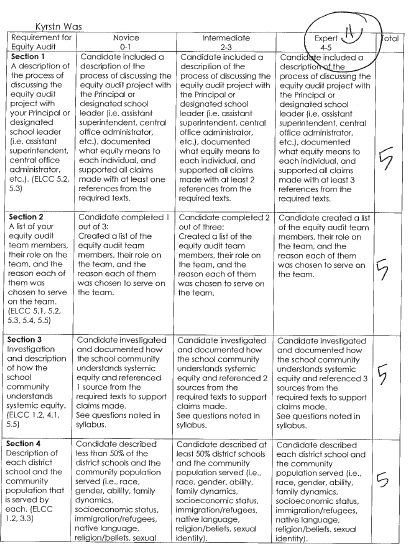 Kyrstn Was
Requirement for
Equity Audit
Novice
0-1
Intermediate
2-3
Expert
4-5
Total
Section 1
A description of
the process of
discussing the
equity audit
project with
your Principal or
designated
school leader
(i.e. assistant
superintendent,
central office
administrator,
etc.). (ELCC 5.2,
5.3)
Candidate included a
description of the
process of discussing the
equity audit project with
the Principal or
designated school
leader (i.e. assistant
superintendent, central
office administrator,
etc.), documented
what equity means to
each individual, and
supported all claims
made with at least one
references from the
required texts.
Candidate included a
description of the
process of discussing the
equity audit project with
the Principal or
designated school
leader (i.e. assistant
superintendent, central
office administrator,
etc.), documented
what equity means to
each individual, and
supported all claims
made with at least 2
references from the
required texts.
Candidate included a
description of the
process of discussing the
equity audit project with
the Principal or
designated school
leader (i.e. assistant
superintendent, central
office administrator,
etc.), documented
what equity means to
each individual, and
supported all claims
made with at least 3
references from the
required texts.
5
Section 2
A list of your
equity audit
team members,
their role on the
team, and the
reason each of
them was
chosen to serve
on the team.
(ELCC 5.1, 5.2,
5.3, 5.4, 5.5)
Candidate completed 1
out of 3:
Created a list of the
equity audit team
members, their role on
the team, and the
reason each of them
was chosen to serve on
the team.
Candidate completed 2
out of three:
Created a list of the
equity audit team
members, their role on
the team, and the
reason each of them
was chosen to serve on
the team.
Candidate created a list
of the equity audit team
members, their role on
the team, and the
reason each of them
was chosen to serve on
the team.
5
Section 3
Investigation
and description
of how the
school
community
understands
systemic equity.
(ELCC 1.2, 4.1,
5.5)
Candidate investigated
and documented how
the school community
understands systemic
equity and referenced
1 source from the
required texts to support
claims made.
See questions noted in
syllabus.
Candidate investigated
and documented how
the school community
understands systemic
equity and referenced 2
sources from the
required texts to support
claims made.
See questions noted in
syllabus.
Candidate investigated
and documented how
the school community
understands systemic
equity and referenced 3
sources from the
required texts to support
claims made.
See questions noted in
syllabus.
5
Section 4
Description of
each district
school and the
community
population that
is served by
each. (ELCC
1.2, 3.3)
Candidate described
less than 50% of the
district schools and the
community population
served (i.e., race,
gender, ability, family
dynamics,
socioeconomic status,
immigration/refugees,
native language,
religion/beliefs, sexual
Candidate described at
least 50% district schools
and the community
population served (i.e.,
race, gender, ability,
family dynamics,
socioeconomic status,
immigration/refugees,
native language,
religion/beliefs, sexual
identity).
Candidate described
each district school and
the community
population served (i.e.,
race, gender, ability,
family dynamics,
socioeconomic status,
immigration/refugees,
native language,
religion/beliefs, sexual
identity).
5